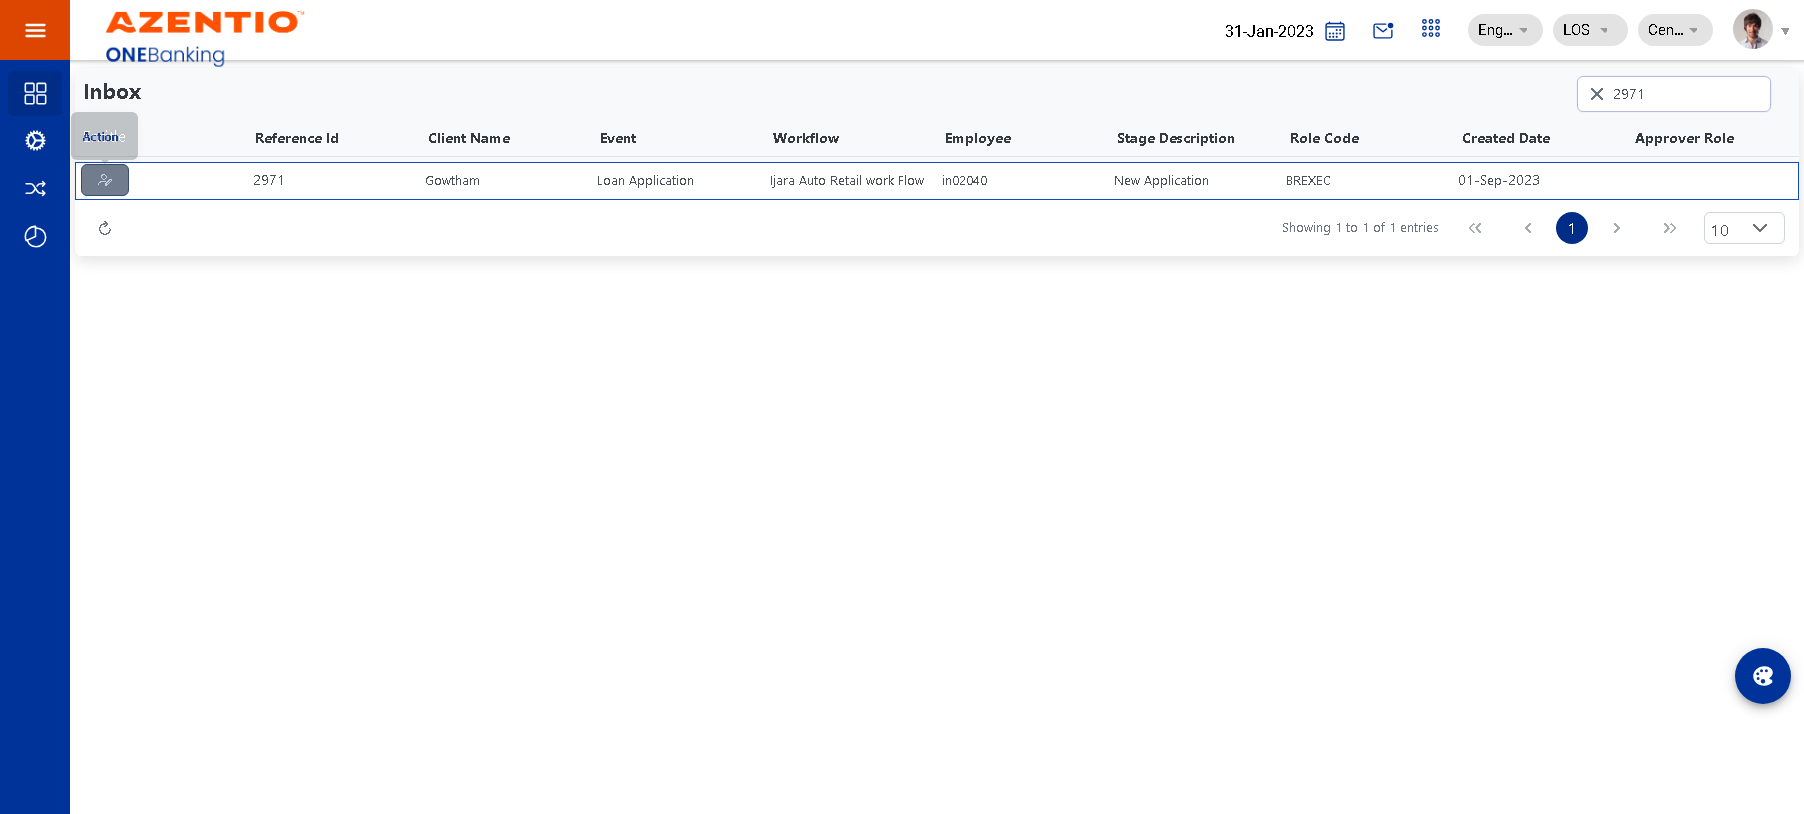 AZENTIO™
ONEBanking
31-Jan-2023
Eng...
LOS
Cen...
Inbox
2971
Action
Reference Id
Client Name
Event
Workflow
Employee
Stage Description
Role Code
Created Date
Approver Role
2971
Gowtham
Loan Application
Ijara Auto Retail work Flow
in02040
New Application
BREXEC
01-Sep-2023
Showing 1 to 1 of 1 entries
1
10